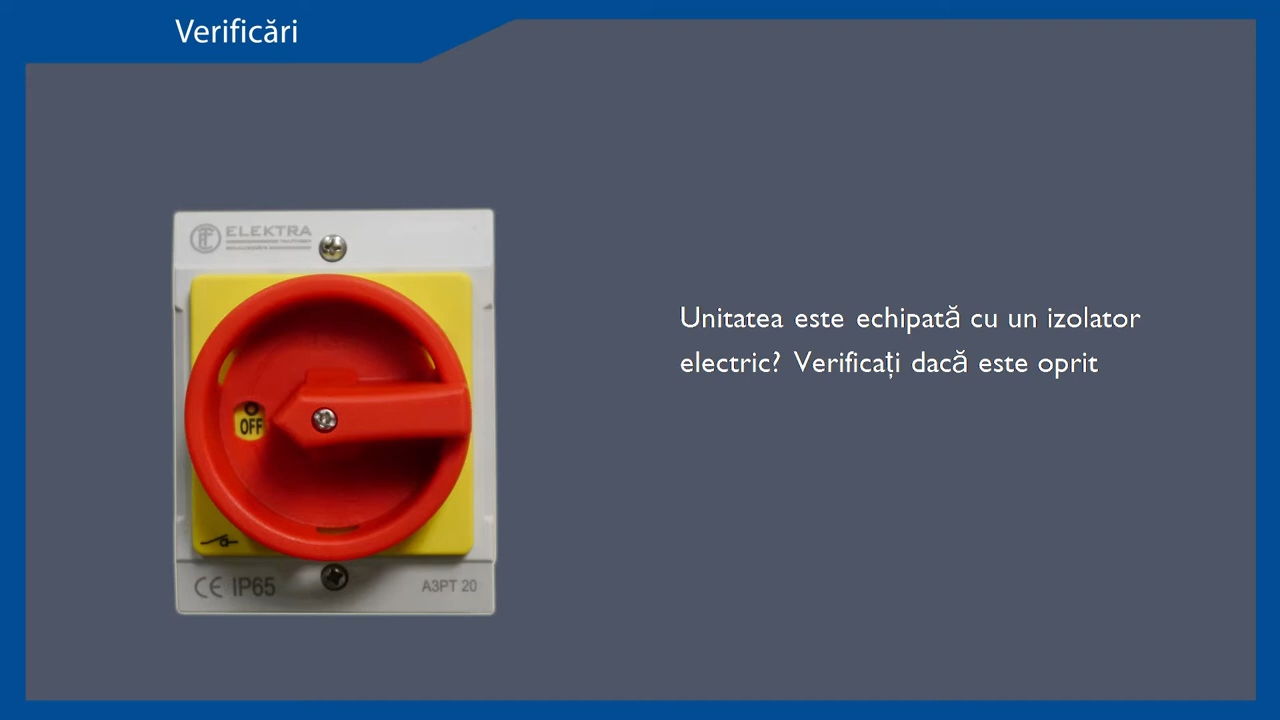 Verificări
ELEKTRA
Unitatea este echipată cu un izolator
electric? Verificați dacă este oprit
OFF
CE IP65
A3PT 20